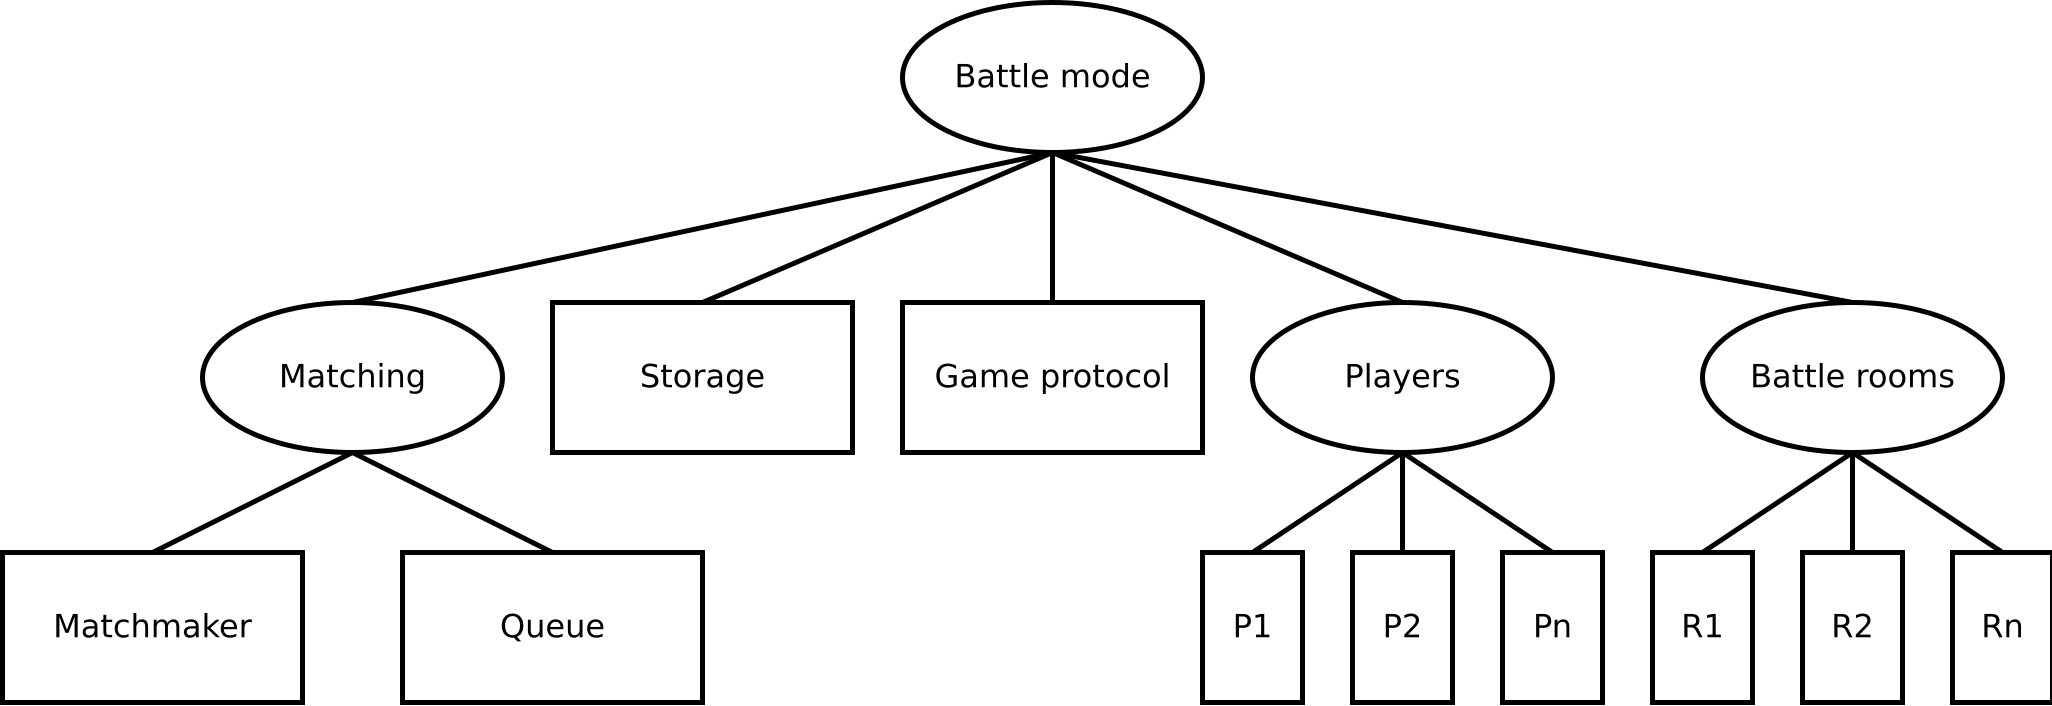 Battle mode
Matching
Storage
Game protocol
Players
Battle rooms
Matchmaker
Queue
P1
P2
Pn
R1
R2
Rn